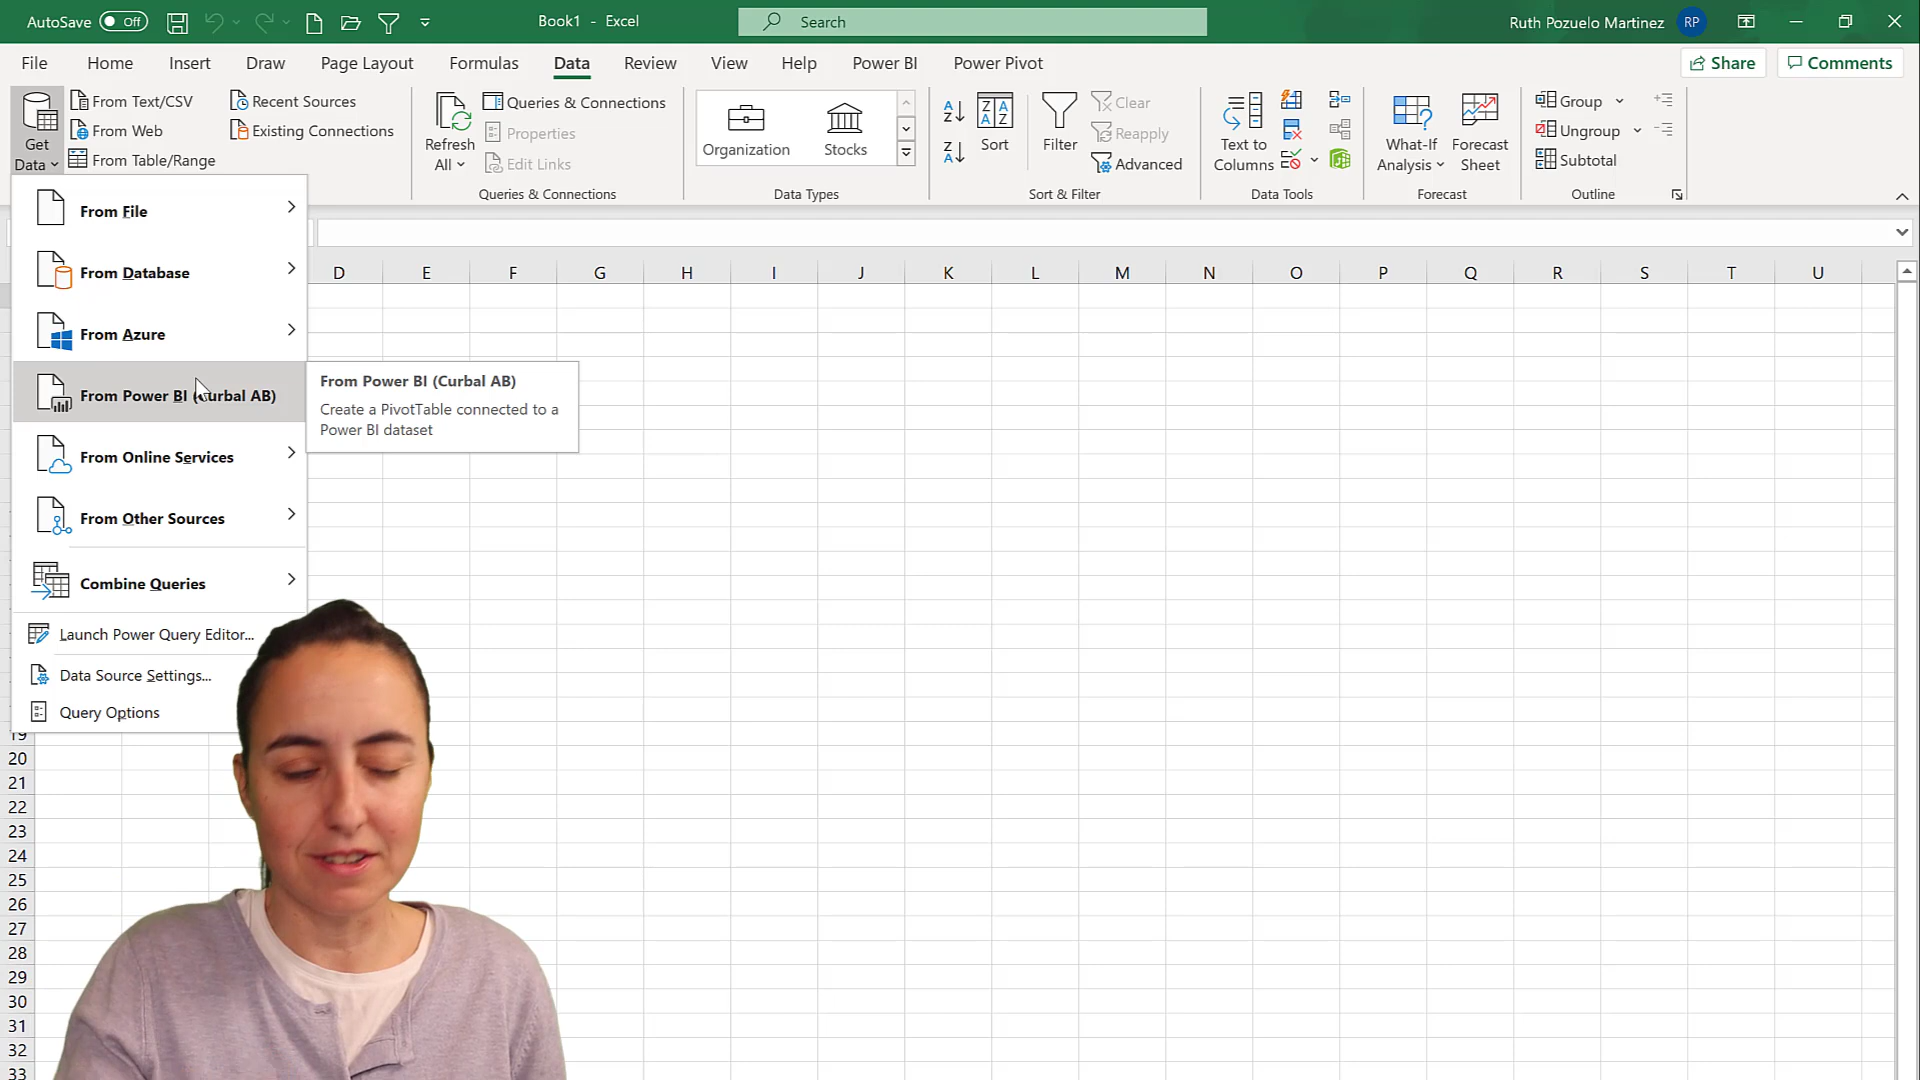 AutoSave Off
Book1 - Excel
Search
Ruth Pozuelo Martinez RP
File Home Insert Draw Page Layout Formulas Data Review View Help Power BI Power Pivot
Share Comments
Get Data
From Text/CSV
From Web
From Table/Range
Recent Sources
Existing Connections
Refresh All
Queries & Connections
Properties
Edit Links
Queries & Connections
Organization
Stocks
Data Types
Sort
Filter
Clear
Reapply
Advanced
Sort & Filter
Text to Columns
Data Tools
What-If Analysis
Forecast Sheet
Forecast
Group
Ungroup
Subtotal
Outline
From File
From Database
From Azure
From Power BI (Curbal AB)
From Online Services
From Other Sources
Combine Queries
Launch Power Query Editor...
Data Source Settings...
Query Options
From Power BI (Curbal AB)
Create a PivotTable connected to a
Power BI dataset
D E F G H I J K L M N O P Q R S T U
19
20
21
22
23
24
25
26
27
28
29
30
31
32
33